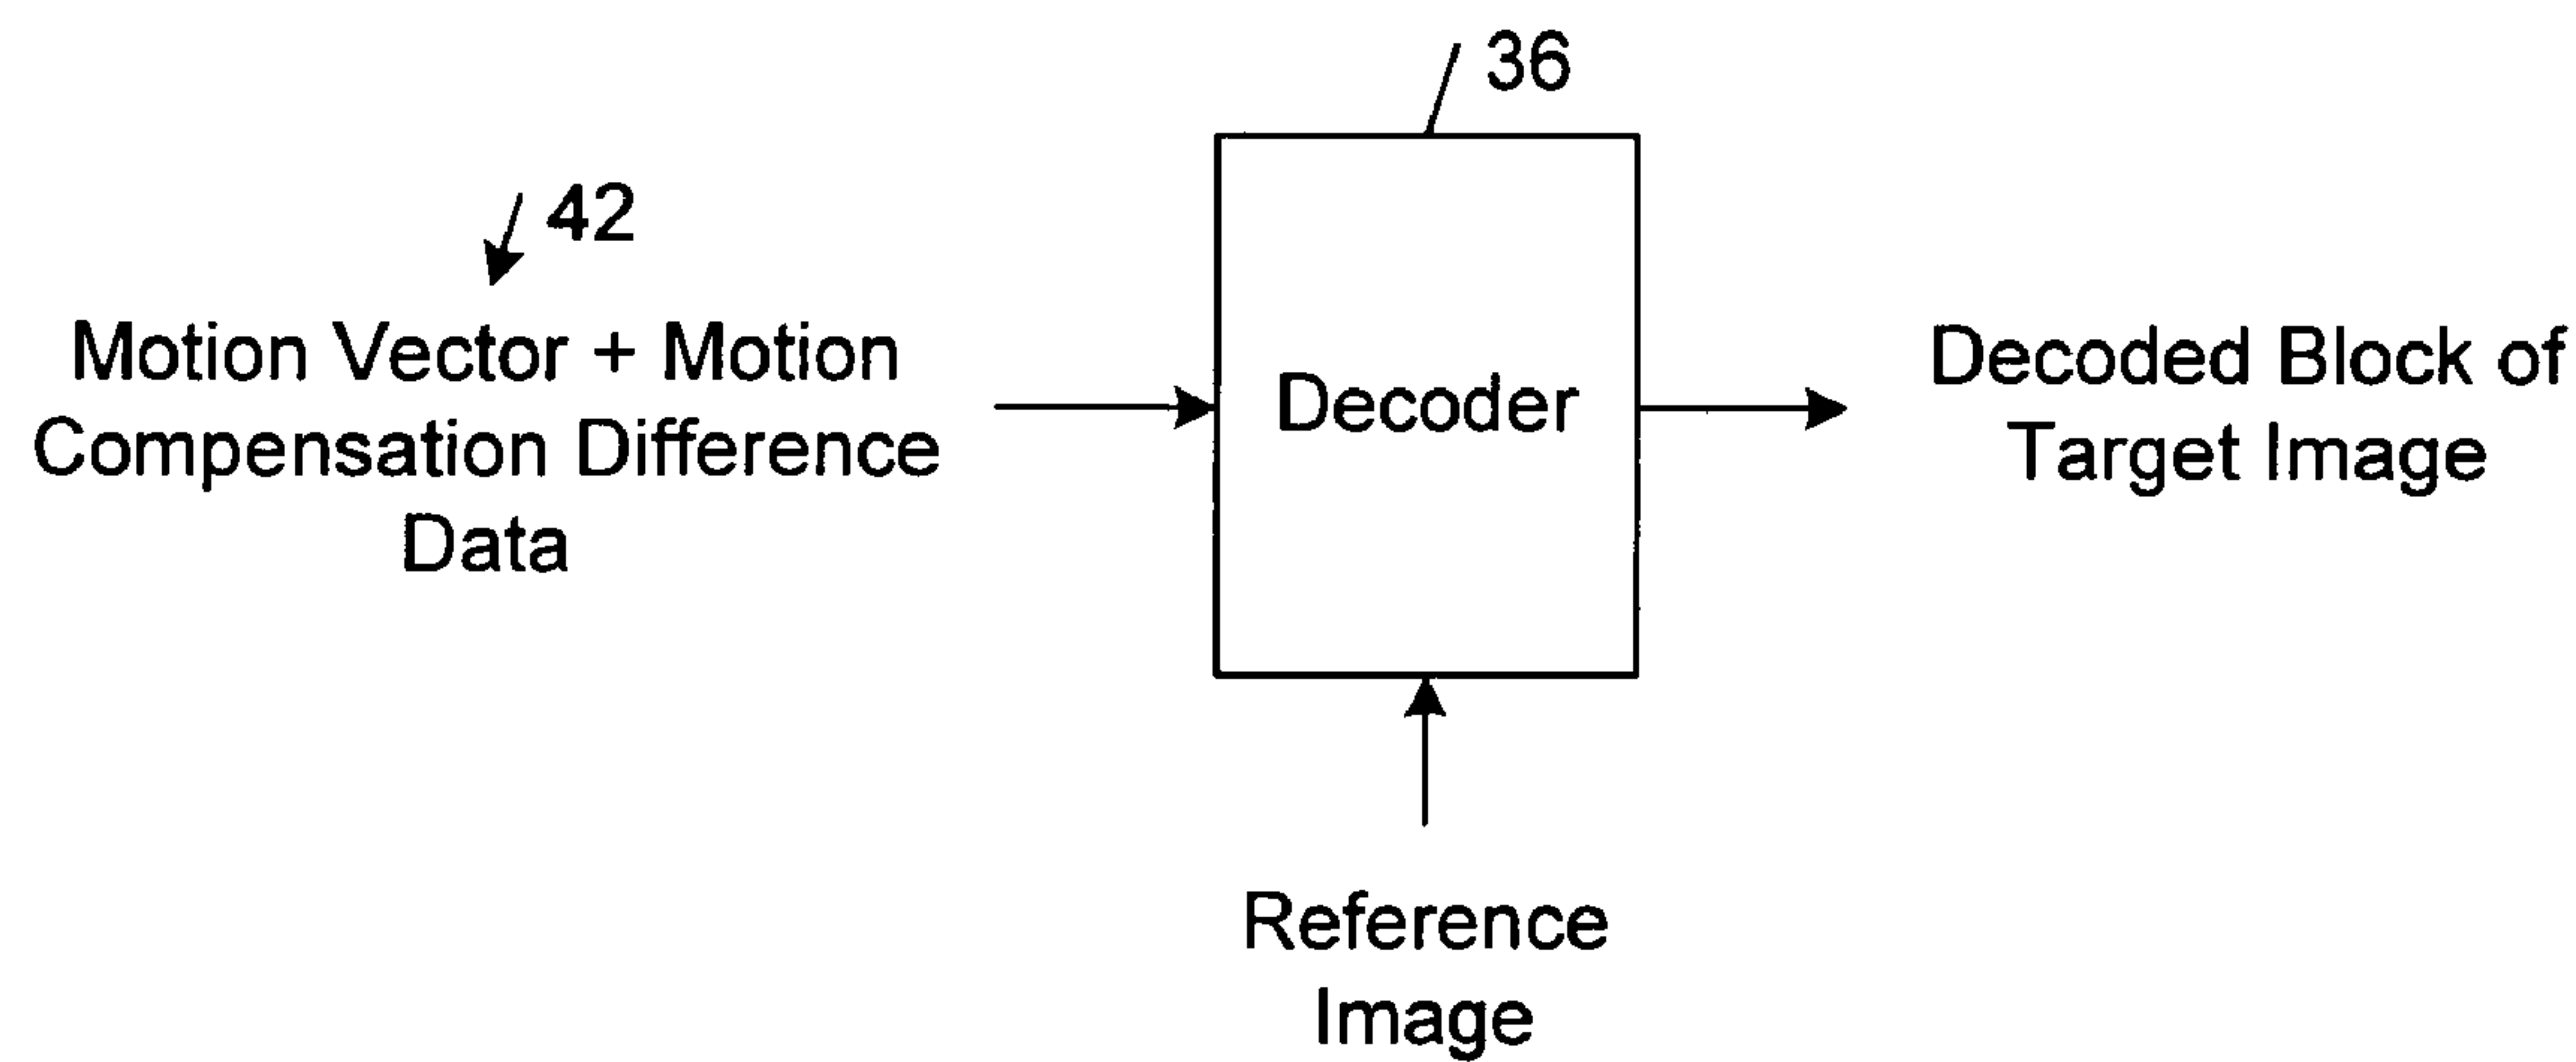 36
42
Motion Vector + Motion
Compensation Difference
Data
Decoder
Decoded Block of
Target Image
Reference
Image